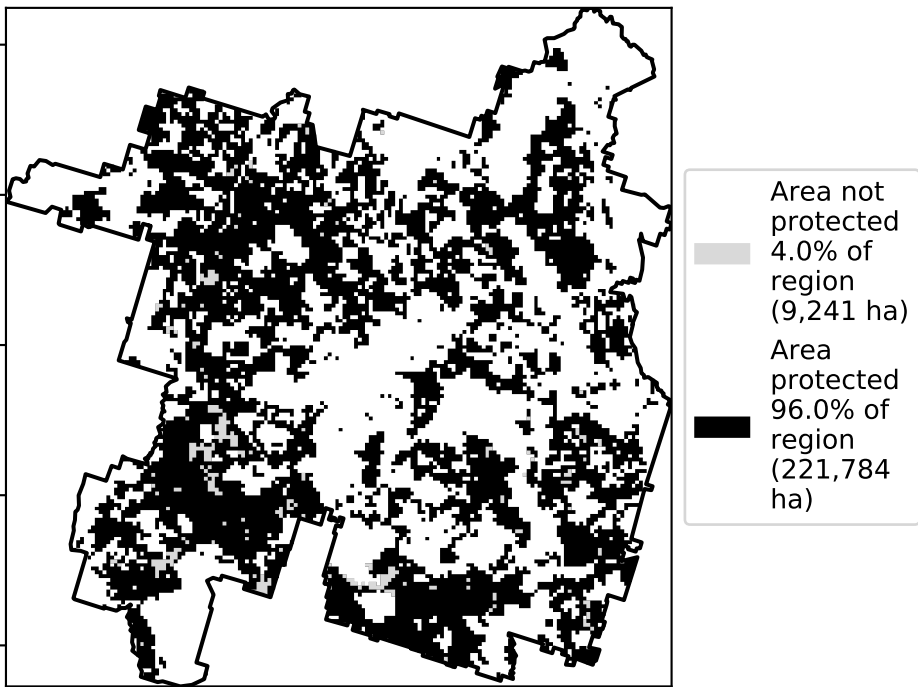 Area not
protected
4.0% of
region
(9,241 ha)
Area
protected
96.0% of
region
(221,784
ha)